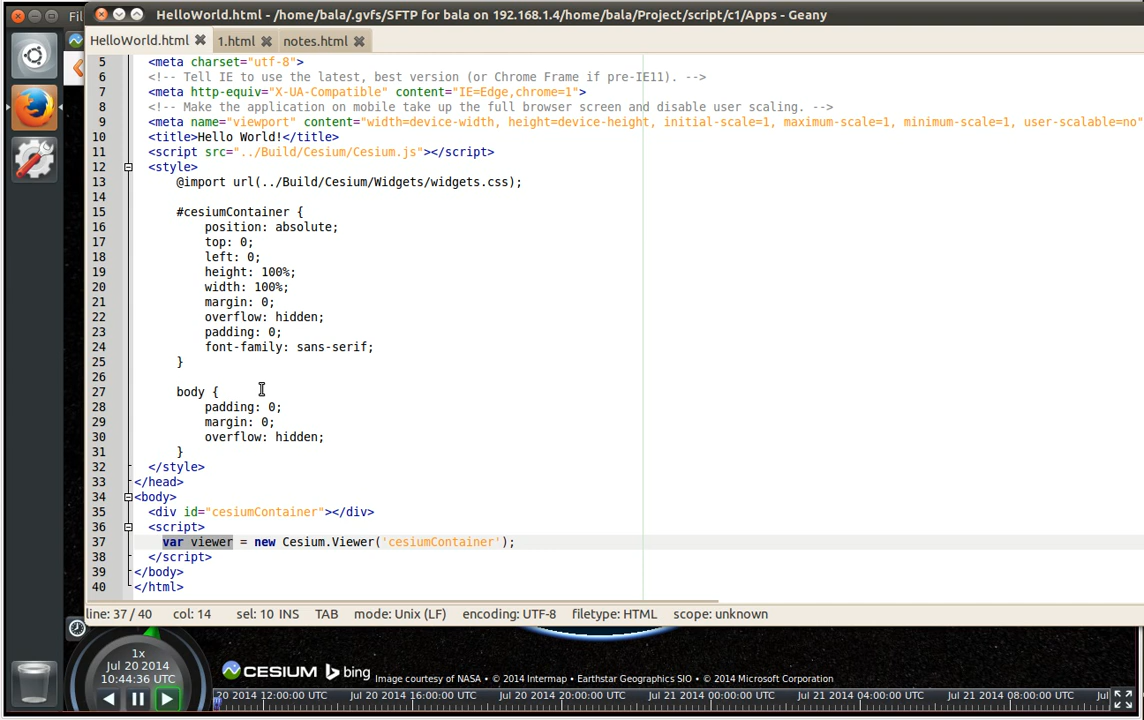 Fil
HelloWorld.html - /home/bala/.gvfs/SFTP for bala on 192.168.1.4/home/bala/Project/script/c1/Apps - Geany
HelloWorld.html 1.html notes.html
5 <meta charset="utf-8">
6 <!-- Tell IE to use the latest, best version (or Chrome Frame if pre-IE11). -->
7 <meta http-equiv="X-UA-Compatible" content="IE=Edge,chrome=1">
8 <!-- Make the application on mobile take up the full browser screen and disable user scaling. -->
9 <meta name="viewport" content="width=device-width, height=device-height, initial-scale=1, maximum-scale=1, minimum-scale=1, user-scalable=no"
10 <title>Hello World!</title>
11 <script src="../Build/Cesium/Cesium.js"></script>
12 <style>
13 @import url(../Build/Cesium/Widgets/widgets.css);
14
15 #cesiumContainer {
16 position: absolute;
17 top: 0;
18 left: 0;
19 height: 100%;
20 width: 100%;
21 margin: 0;
22 overflow: hidden;
23 padding: 0;
24 font-family: sans-serif;
25 }
26
27 body {
28 padding: 0;
29 margin: 0;
30 overflow: hidden;
31 }
32 </style>
33 </head>
34 <body>
35 <div id="cesiumContainer"></div>
36 <script>
37 var viewer = new Cesium.Viewer('cesiumContainer');
38 </script>
39 </body>
40 </html>
line: 37 / 40 col: 14 sel: 10 INS TAB mode: Unix (LF) encoding: UTF-8 filetype: HTML scope: unknown
1x
Jul 20 2014
10:44:36 UTC
CESIUM bing Image courtesy of NASA • © 2014 Intermap • Earthstar Geographics SIO • © 2014 Microsoft Corporation
20 2014 12:00:00 UTC Jul 20 2014 16:00:00 UTC Jul 20 2014 20:00:00 UTC Jul 21 2014 00:00:00 UTC Jul 21 2014 04:00:00 UTC Jul 21 2014 08:00:00 UTC Jul